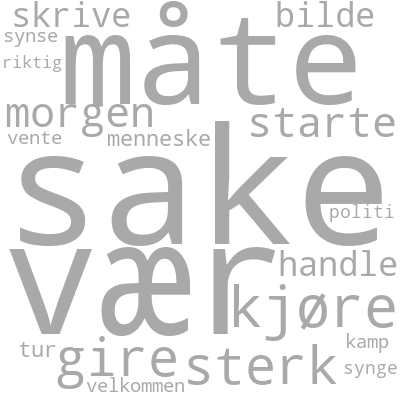 skrive bilde
synse måte
riktig
morgen starte
vente menneske
sake
politi
vær handle
kjøre
tur gire sterk kamp
synge
velkommen